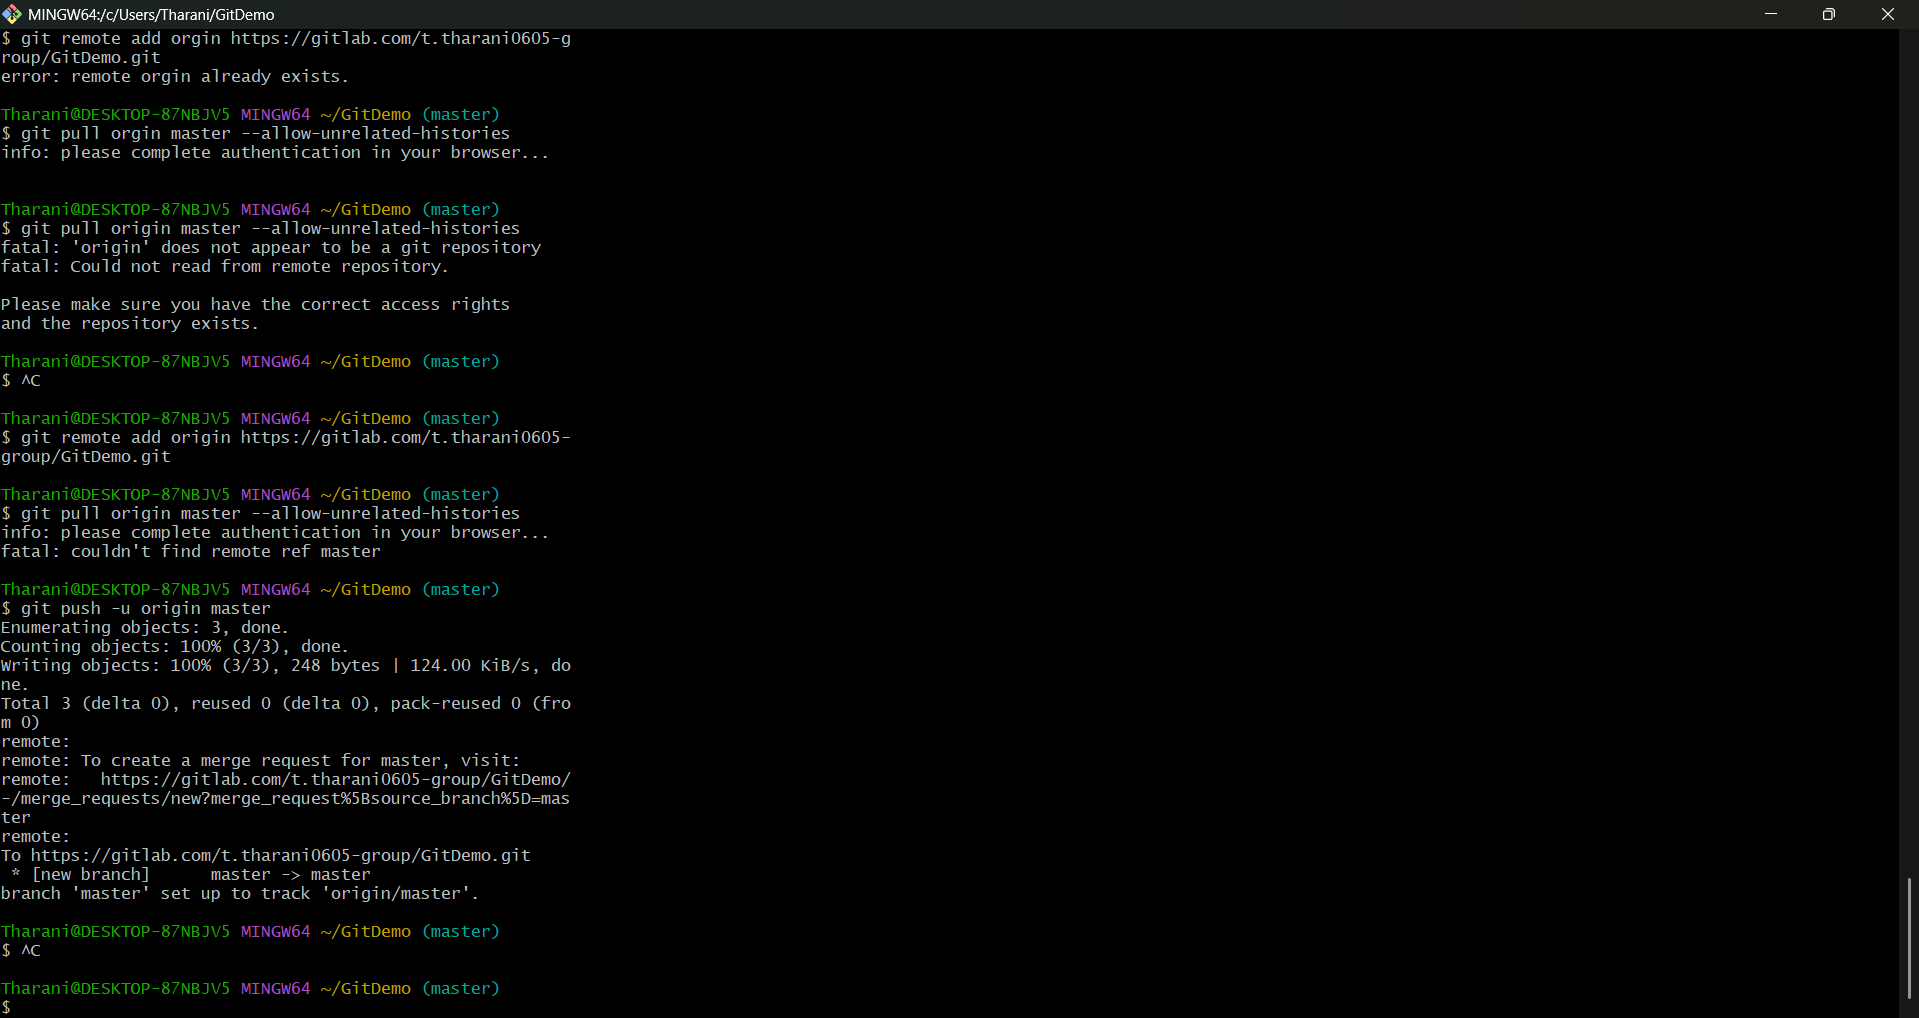 MINGW64:/c/Users/Tharani/GitDemo
$ git remote add orgin https://gitlab.com/t.tharani0605-g
roup/GitDemo.git
error: remote orgin already exists.
Tharani@DESKTOP-87NBJV5 MINGW64 ~/GitDemo (master)
$ git pull orgin master --allow-unrelated-histories
info: please complete authentication in your browser...
Tharani@DESKTOP-87NBJV5 MINGW64 ~/GitDemo (master)
$ git pull origin master --allow-unrelated-histories
fatal: 'origin' does not appear to be a git repository
fatal: Could not read from remote repository.
Please make sure you have the correct access rights
and the repository exists.
Tharani@DESKTOP-87NBJV5 MINGW64 ~/GitDemo (master)
$ ^C
Tharani@DESKTOP-87NBJV5 MINGW64 ~/GitDemo (master)
$ git remote add origin https://gitlab.com/t.tharani0605-
group/GitDemo.git
Tharani@DESKTOP-87NBJV5 MINGW64 ~/GitDemo (master)
$ git pull origin master --allow-unrelated-histories
info: please complete authentication in your browser...
fatal: couldn't find remote ref master
Tharani@DESKTOP-87NBJV5 MINGW64 ~/GitDemo (master)
$ git push -u origin master
Enumerating objects: 3, done.
Counting objects: 100% (3/3), done.
Writing objects: 100% (3/3), 248 bytes | 124.00 KiB/s, do
ne.
Total 3 (delta 0), reused 0 (delta 0), pack-reused 0 (fro
m 0)
remote:
remote: To create a merge request for master, visit:
remote:   https://gitlab.com/t.tharani0605-group/GitDemo/
-/merge_requests/new?merge_request%5Bsource_branch%5D=mas
ter
remote:
To https://gitlab.com/t.tharani0605-group/GitDemo.git
 * [new branch]      master -> master
branch 'master' set up to track 'origin/master'.
Tharani@DESKTOP-87NBJV5 MINGW64 ~/GitDemo (master)
$ ^C
Tharani@DESKTOP-87NBJV5 MINGW64 ~/GitDemo (master)
$